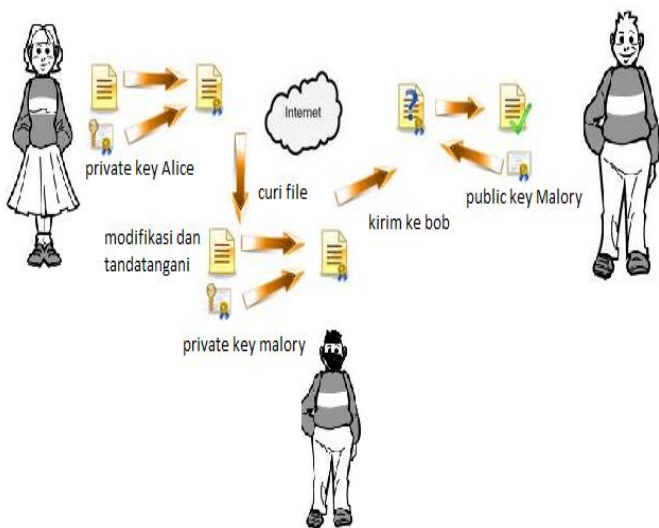 Internet
private key Alice
curi file
kirim ke bob
public key Malory
modifikasi dan
tandatangani
private key malory